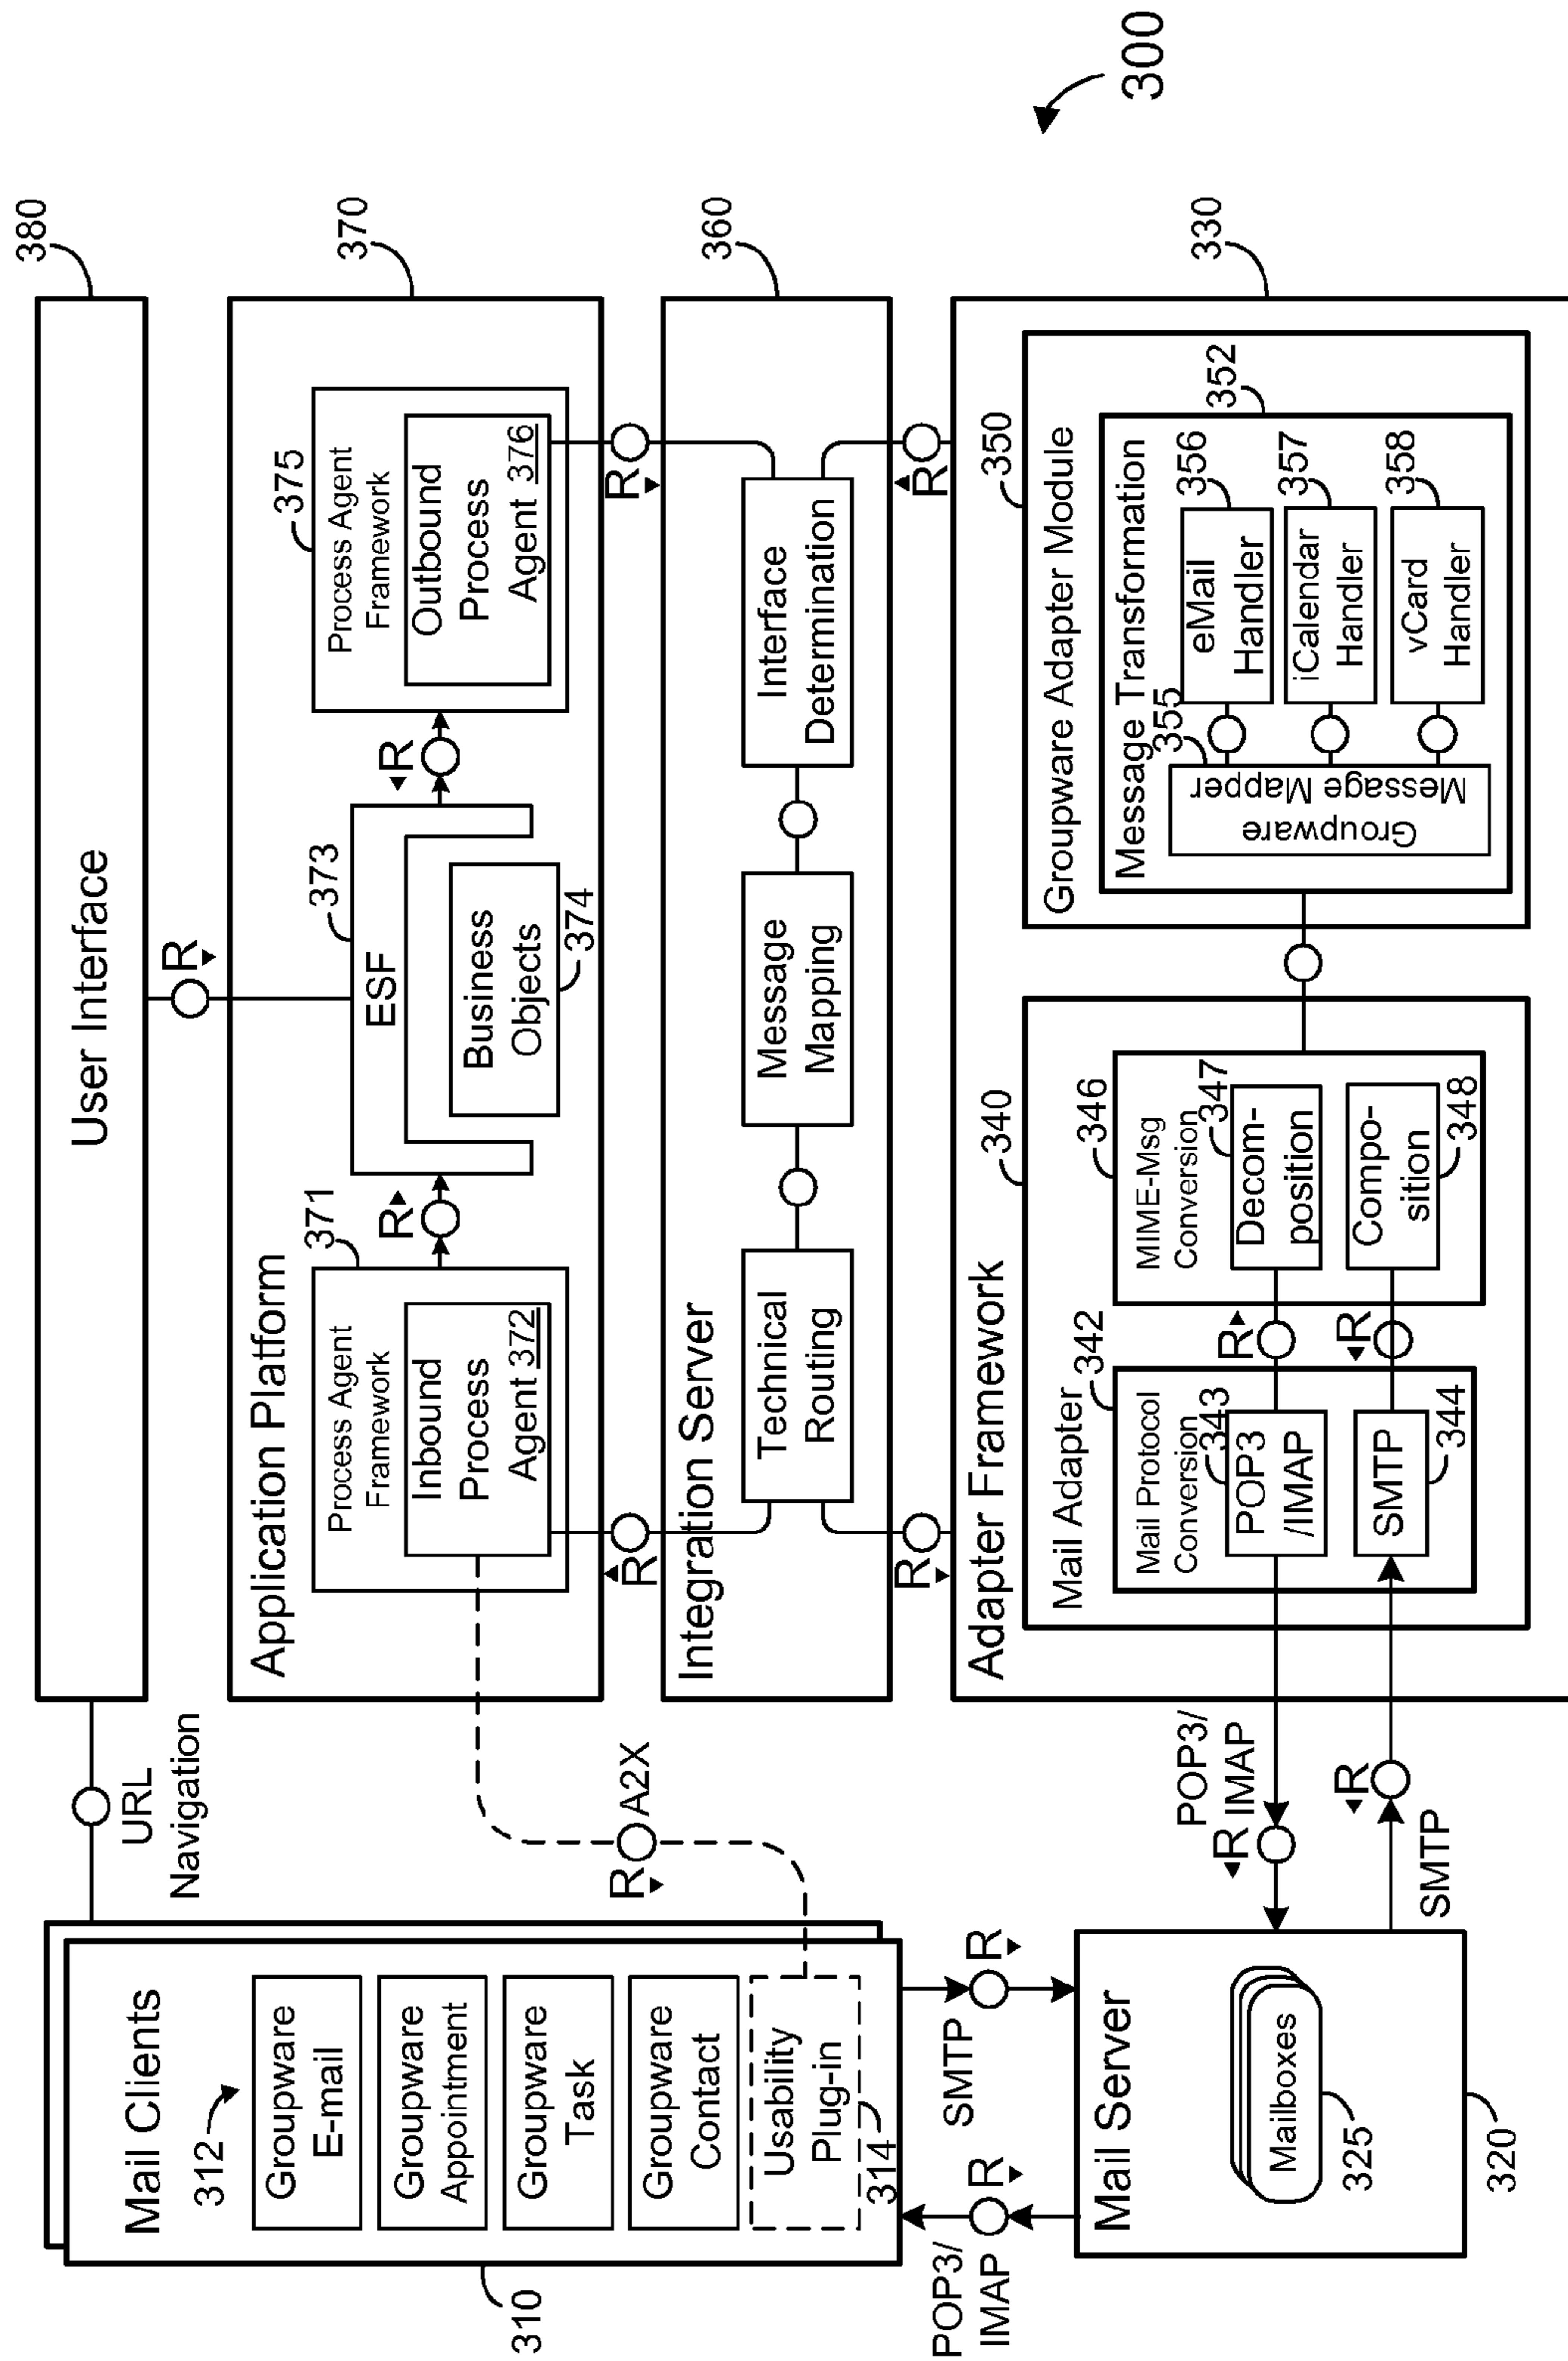 300
380
User Interface
URL
Navigation
R
370
Application Platform
371
Process Agent
Framework
Inbound
Process
Agent 372
R
373
ESF
Business
Objects
374
R
375
Process Agent
Framework
Outbound
Process
Agent 376
R
R
A2X
R
360
Integration Server
Technical
Routing
Message
Mapping
Interface
Determination
R
R
330
Adapter Framework
340
Mail Adapter
342
Mail Protocol
Conversion
343
POP3
/IMAP
SMTP
344
R
R
346
MIME-Msg
Conversion
347
Decom-
position
Compo-
sition
348
350
Groupware Adapter Module
352
Message Transformation
355
Groupware
Message Mapper
356
eMail
Handler
357
iCalendar
Handler
358
vCard
Handler
Mail Clients
312
Groupware
E-mail
Groupware
Appointment
Groupware
Task
Groupware
Contact
Usability
Plug-in
314
310
POP3/
IMAP
R
SMTP
R
POP3/
IMAP
R
R
SMTP
Mail Server
Mailboxes
325
320